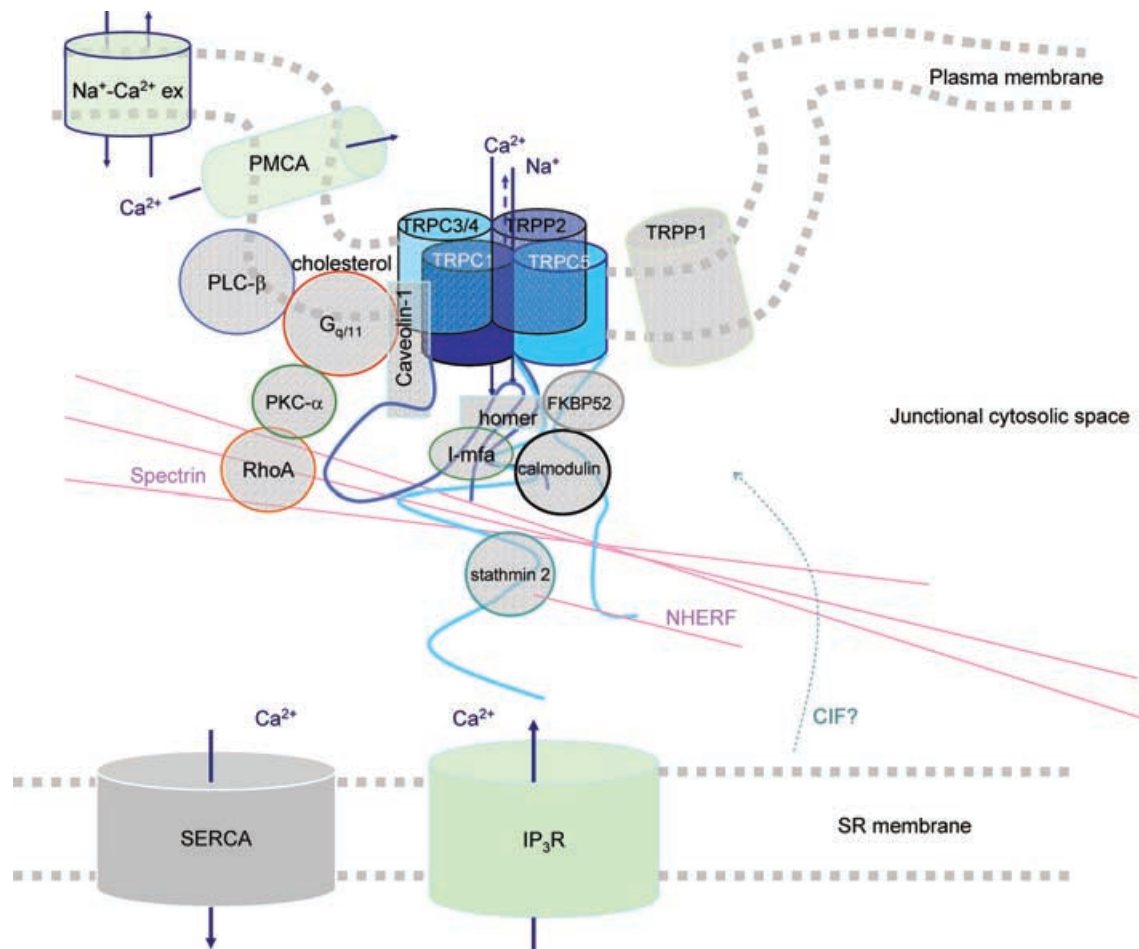 Na⁺-Ca²⁺ ex
Plasma membrane
PMCA
Ca²⁺
Ca²⁺
Na⁺
TRPC3/4
TRPP2
TRPP1
TRPC1
TRPC5
cholesterol
PLC-β
G_q/11
Caveolin-1
PKC-α
homer
FKBP52
Junctional cytosolic space
I-mfa
RhoA
calmodulin
Spectrin
stathmin 2
NHERF
Ca²⁺
Ca²⁺
CIF?
SERCA
IP₃R
SR membrane